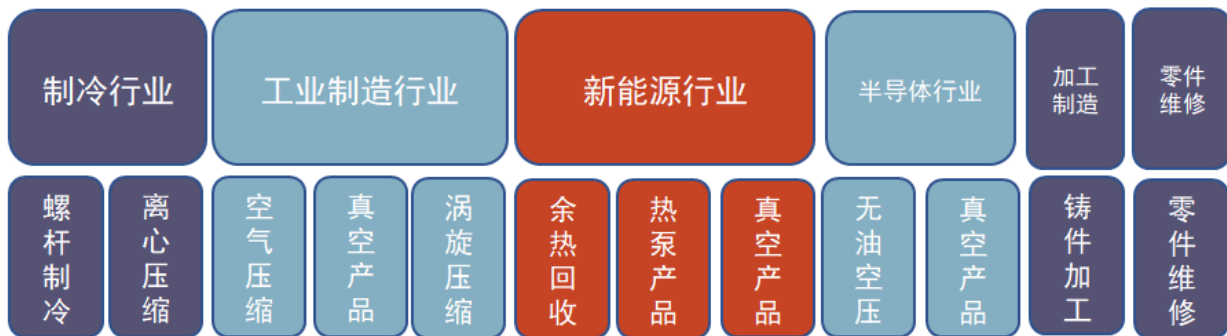 制冷行业
工业制造行业
新能源行业
半导体行业
加工
制造
零件
维修
螺杆制冷
离心压缩
空气压缩
真空产品
涡旋压缩
余热回收
热泵产品
真空产品
无油空压
真空产品
铸件加工
零件维修